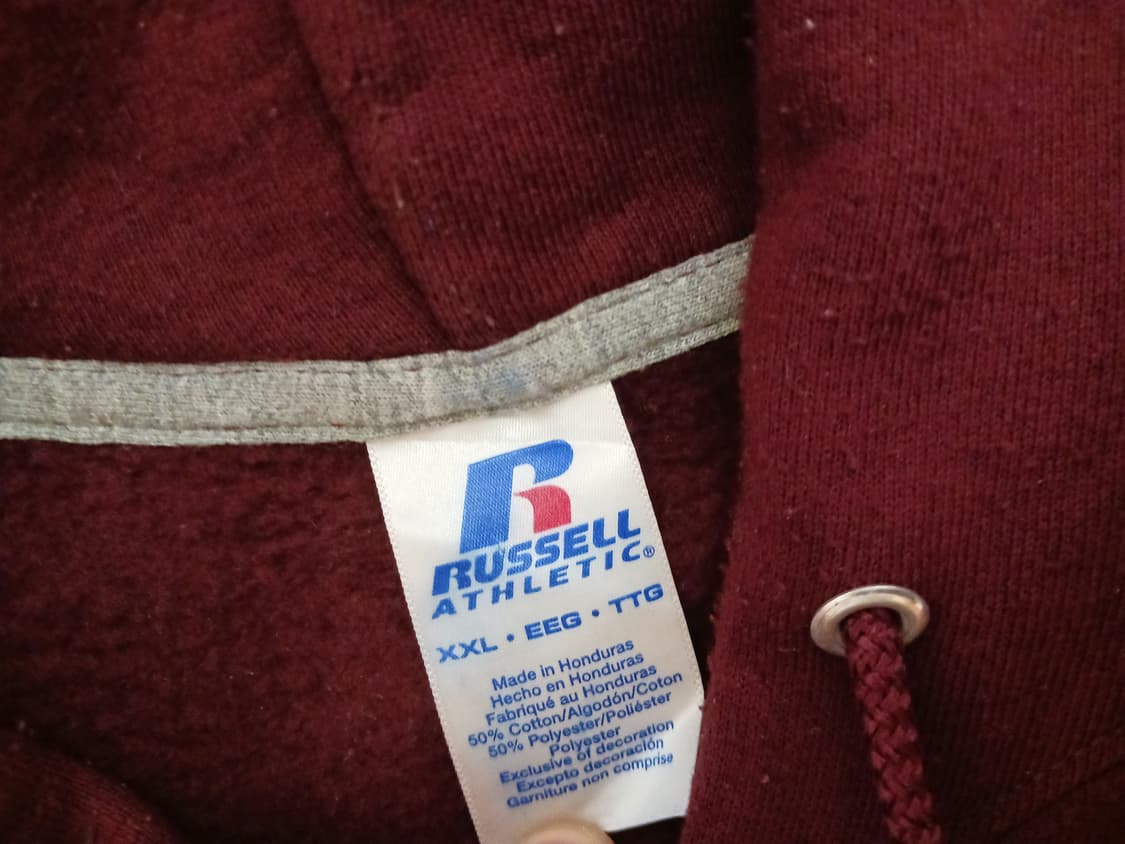 R
RUSSELL
ATHLETIC®
XXL • EEG • TTG
Made in Honduras
Hecho en Honduras
Fabriqué au Honduras
50% Cotton/Algodón/Coton
50% Polyester/Poliéster
Polyester
Exclusive of decoration
Excepto decoración
Garniture non comprise